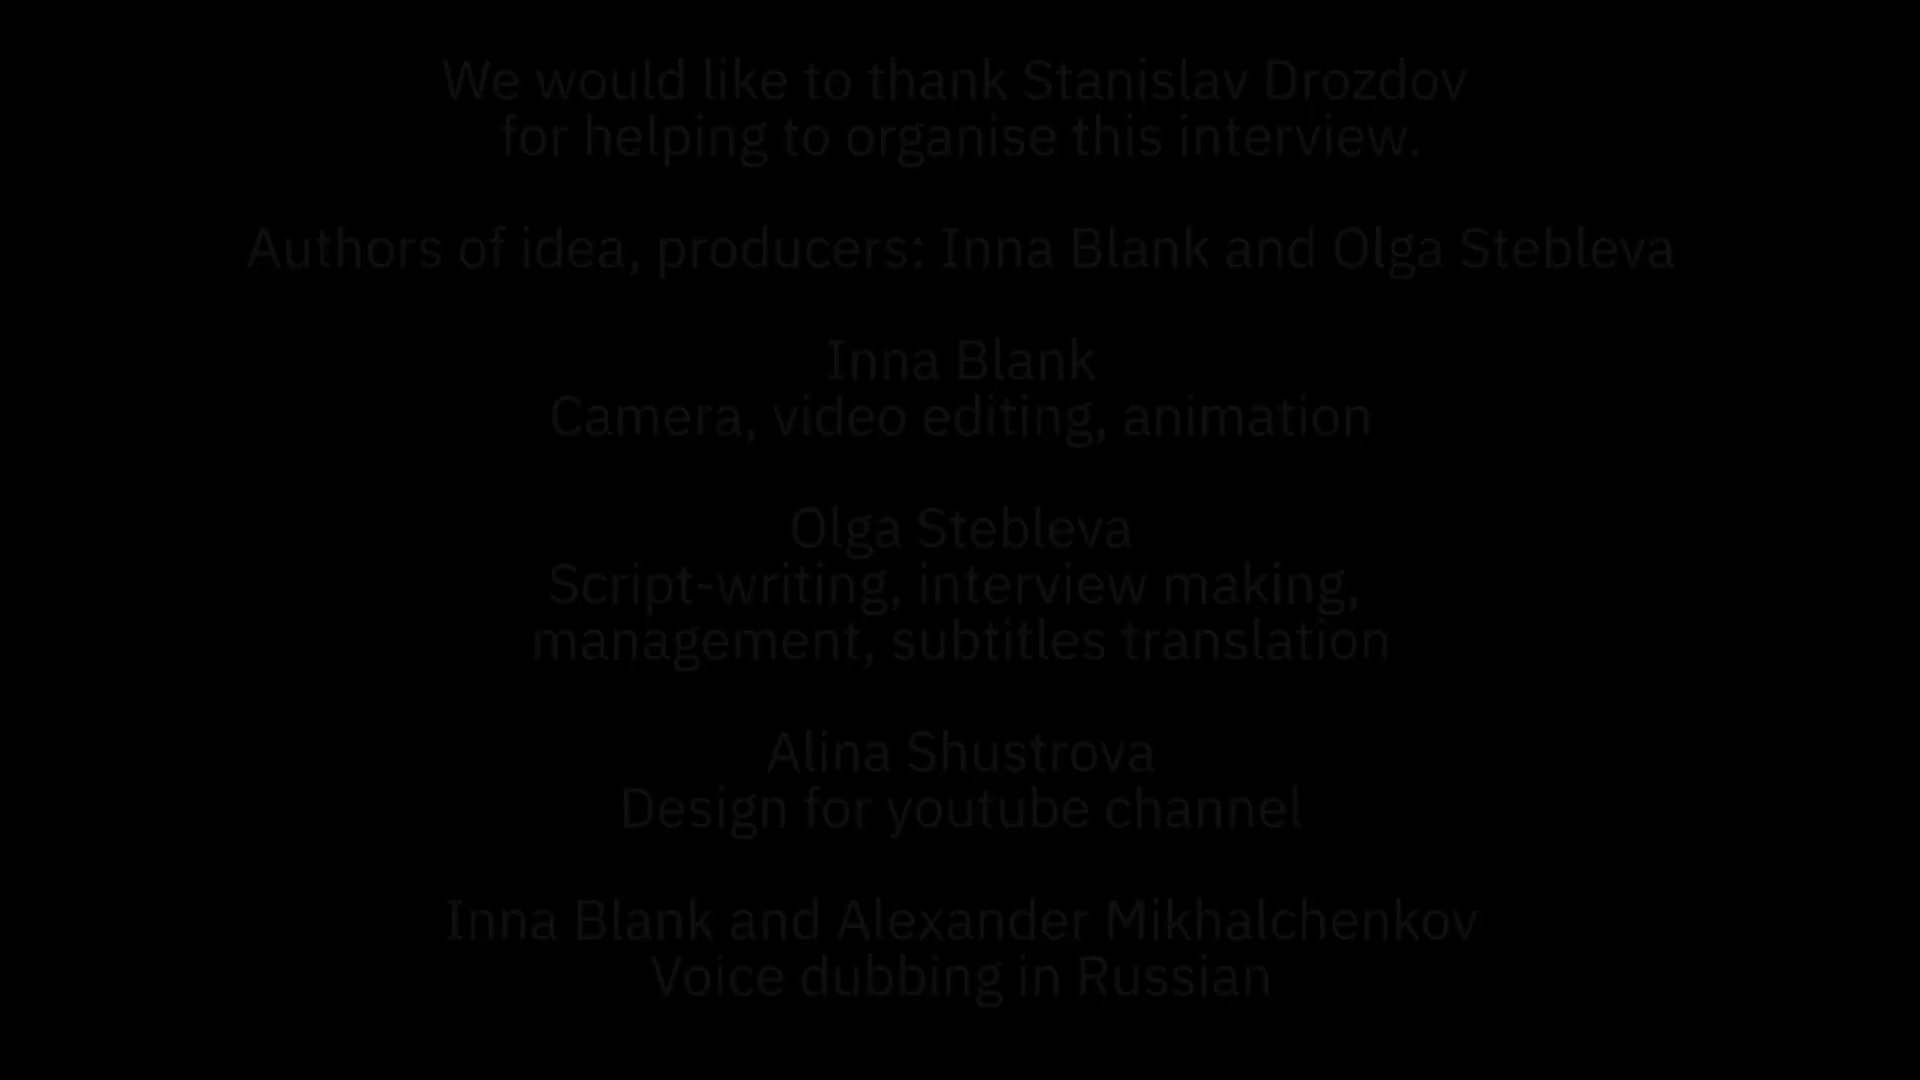 We would like to thank Stanislav Drozdov
for helping to organise this interview.
Authors of idea, producers: Inna Blank and Olga Stebleva
Inna Blank
Camera, video editing, animation
Olga Stebleva
Script-writing, interview making,
management, subtitles translation
Alina Shustrova
Design for youtube channel
Inna Blank and Alexander Mikhalchenkov
Voice dubbing in Russian